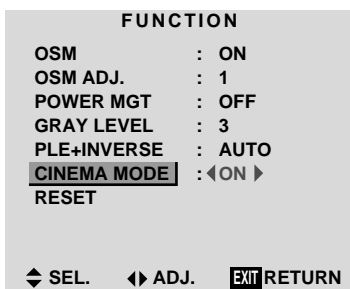 FUNCTION
OSM : ON
OSM ADJ. : 1
POWER MGT : OFF
GRAY LEVEL : 3
PLE+INVERSE : AUTO
CINEMA MODE : ON
RESET
SEL. ADJ. EXIT RETURN